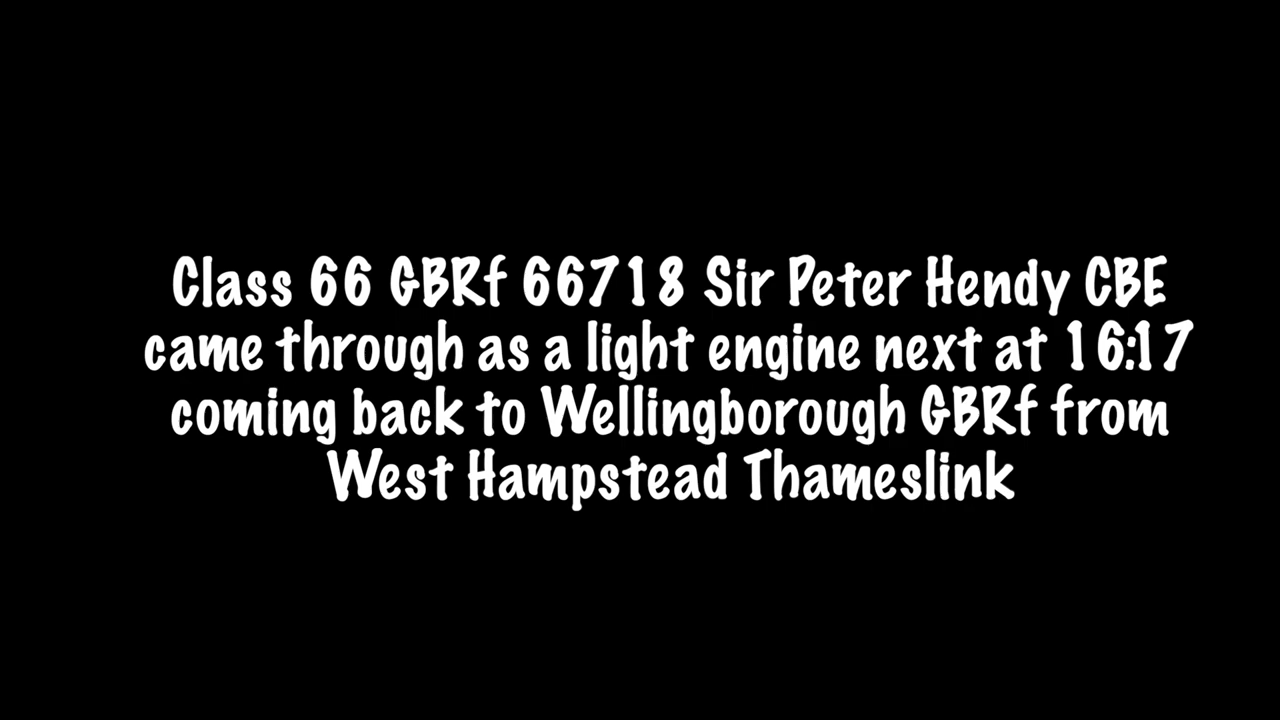 Class 66 GBRf 66718 Sir Peter Hendy CBE
came through as a light engine next at 16:17
coming back to Wellingborough GBRf from
West Hampstead Thameslink